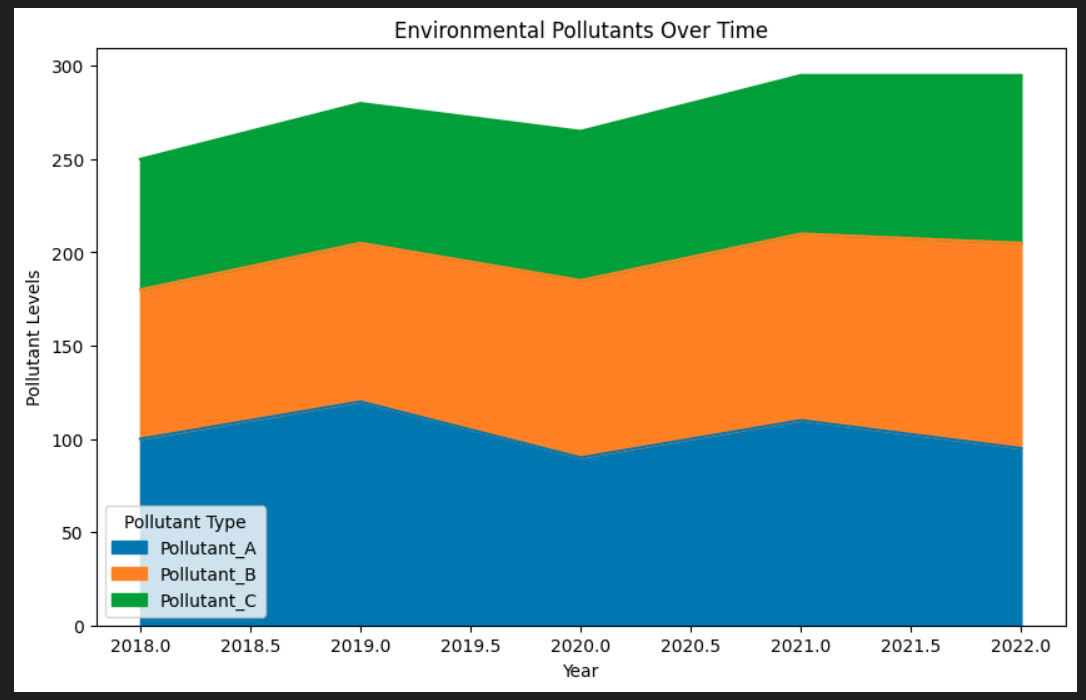 Environmental Pollutants Over Time
300
250
200
150
100
50
0
Pollutant Levels
Pollutant Type
Pollutant_A
Pollutant_B
Pollutant_C
2018.0 2018.5 2019.0 2019.5 2020.0 2020.5 2021.0 2021.5 2022.0
Year